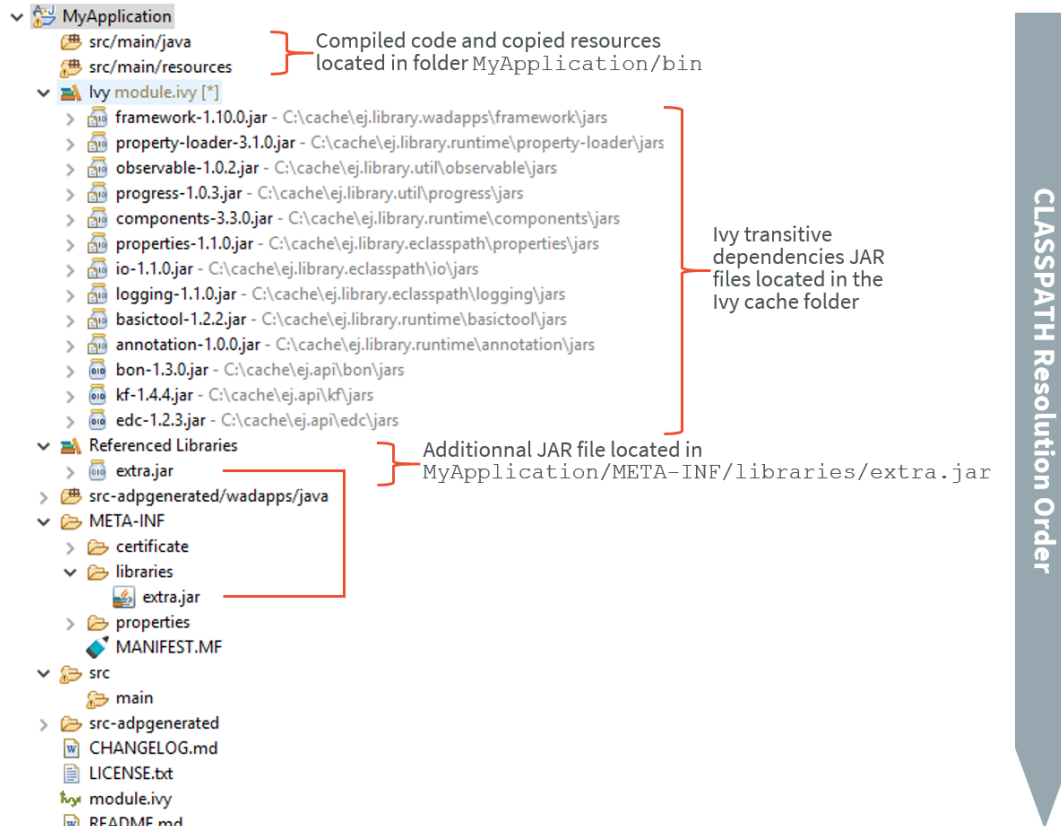 MyApplication
src/main/java
src/main/resources
Compiled code and copied resources
located in folder MyApplication/bin
Ivy module.ivy [*]
framework-1.10.0.jar - C:\cache\ej.library.wadapps\framework\jars
property-loader-3.1.0.jar - C:\cache\ej.library.runtime\property-loader\jars
observable-1.0.2.jar - C:\cache\ej.library.util\observable\jars
progress-1.0.3.jar - C:\cache\ej.library.util\progress\jars
components-3.3.0.jar - C:\cache\ej.library.runtime\components\jars
properties-1.1.0.jar - C:\cache\ej.library.eclasspath\properties\jars
io-1.1.0.jar - C:\cache\ej.library.eclasspath\io\jars
logging-1.1.0.jar - C:\cache\ej.library.eclasspath\logging\jars
basictool-1.2.2.jar - C:\cache\ej.library.runtime\basictool\jars
annotation-1.0.0.jar - C:\cache\ej.library.runtime\annotation\jars
bon-1.3.0.jar - C:\cache\ej.api\bon\jars
kf-1.4.4.jar - C:\cache\ej.api\kf\jars
edc-1.2.3.jar - C:\cache\ej.api\edc\jars
Ivy transitive
dependencies JAR
files located in the
Ivy cache folder
Referenced Libraries
extra.jar
Additionnal JAR file located in
MyApplication/META-INF/libraries/extra.jar
src-adpgenerated/wadapps/java
META-INF
certificate
libraries
extra.jar
properties
MANIFEST.MF
src
main
src-adpgenerated
CHANGELOG.md
LICENSE.txt
module.ivy
README.md
CLASSPATH Resolution Order